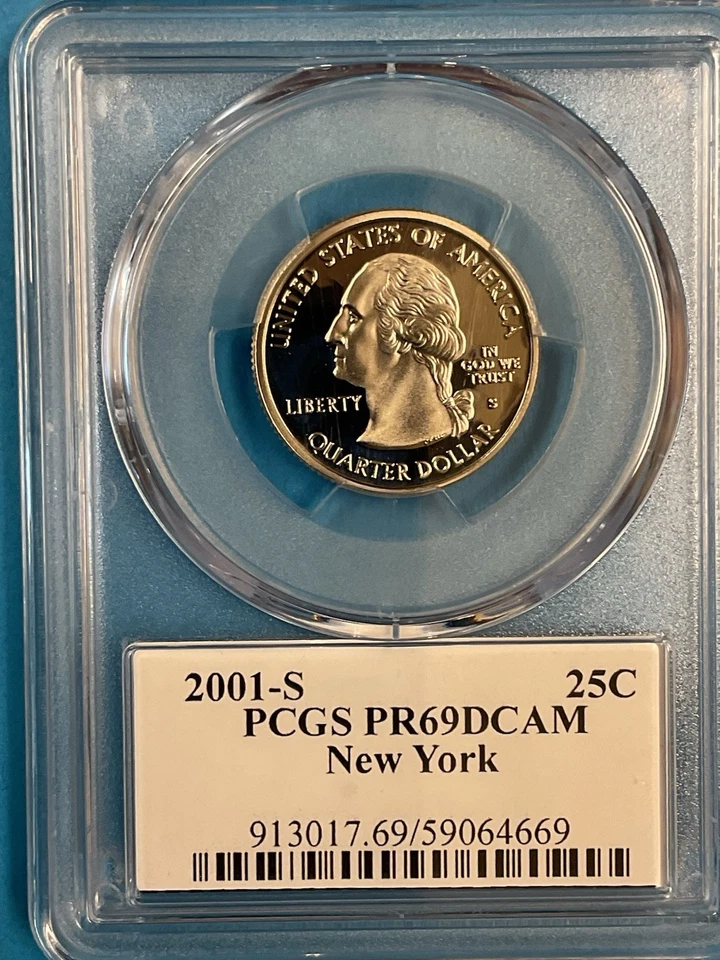 UNITED STATES OF AMERICA
IN
GOD WE
TRUST
LIBERTY
S
QUARTER DOLLAR
2001-S 25C
PCGS PR69DCAM
New York
913017.69/59064669